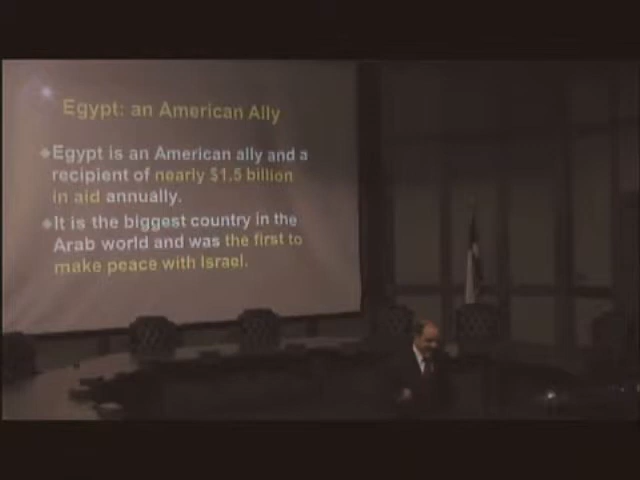 Egypt: an American Ally
Egypt is an American ally and a
recipient of nearly $1.5 billion
in aid annually.
It is the biggest country in the
Arab world and was the first to
make peace with Israel.